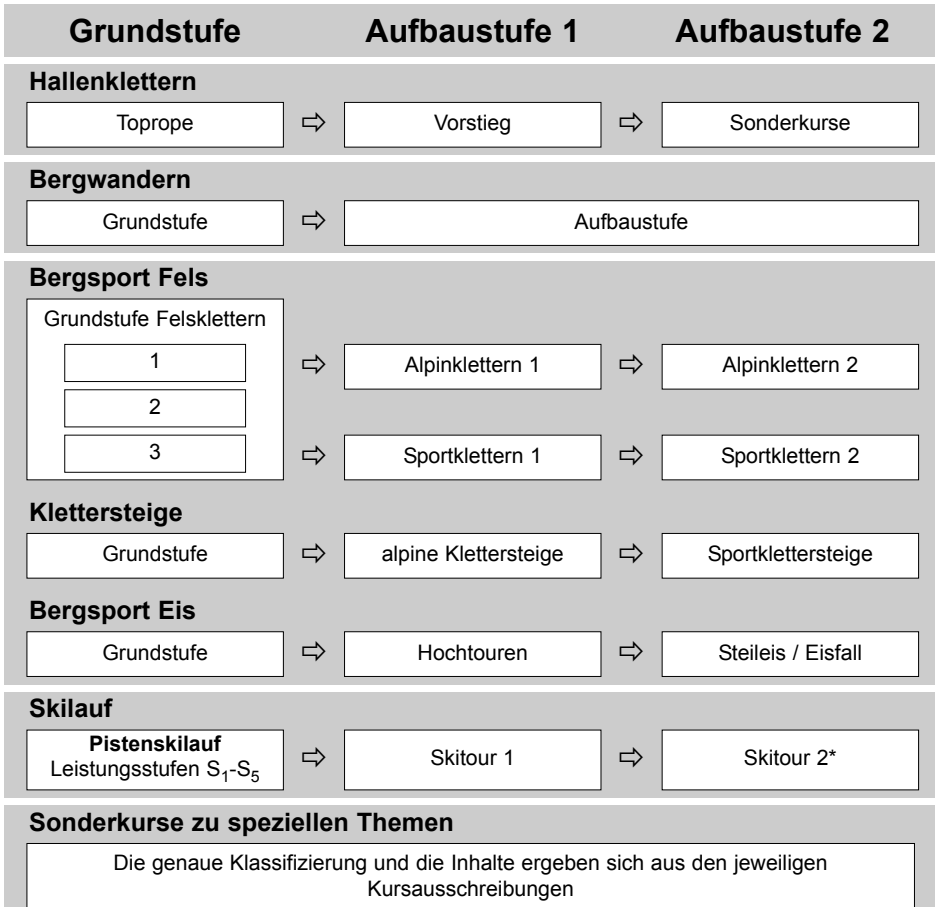 Grundstufe Aufbaustufe 1 Aufbaustufe 2
Hallenklettern
Toprope ⇨ Vorstieg ⇨ Sonderkurse
Bergwandern
Grundstufe ⇨ Aufbaustufe
Bergsport Fels
Grundstufe Felsklettern
1 ⇨ Alpinklettern 1 ⇨ Alpinklettern 2
2
3 ⇨ Sportklettern 1 ⇨ Sportklettern 2
Klettersteige
Grundstufe ⇨ alpine Klettersteige ⇨ Sportklettersteige
Bergsport Eis
Grundstufe ⇨ Hochtouren ⇨ Steileis / Eisfall
Skilauf
Pistenskilauf
Leistungsstufen S₁-S₅ ⇨ Skitour 1 ⇨ Skitour 2*
Sonderkurse zu speziellen Themen
Die genaue Klassifizierung und die Inhalte ergeben sich aus den jeweiligen
Kursausschreibungen